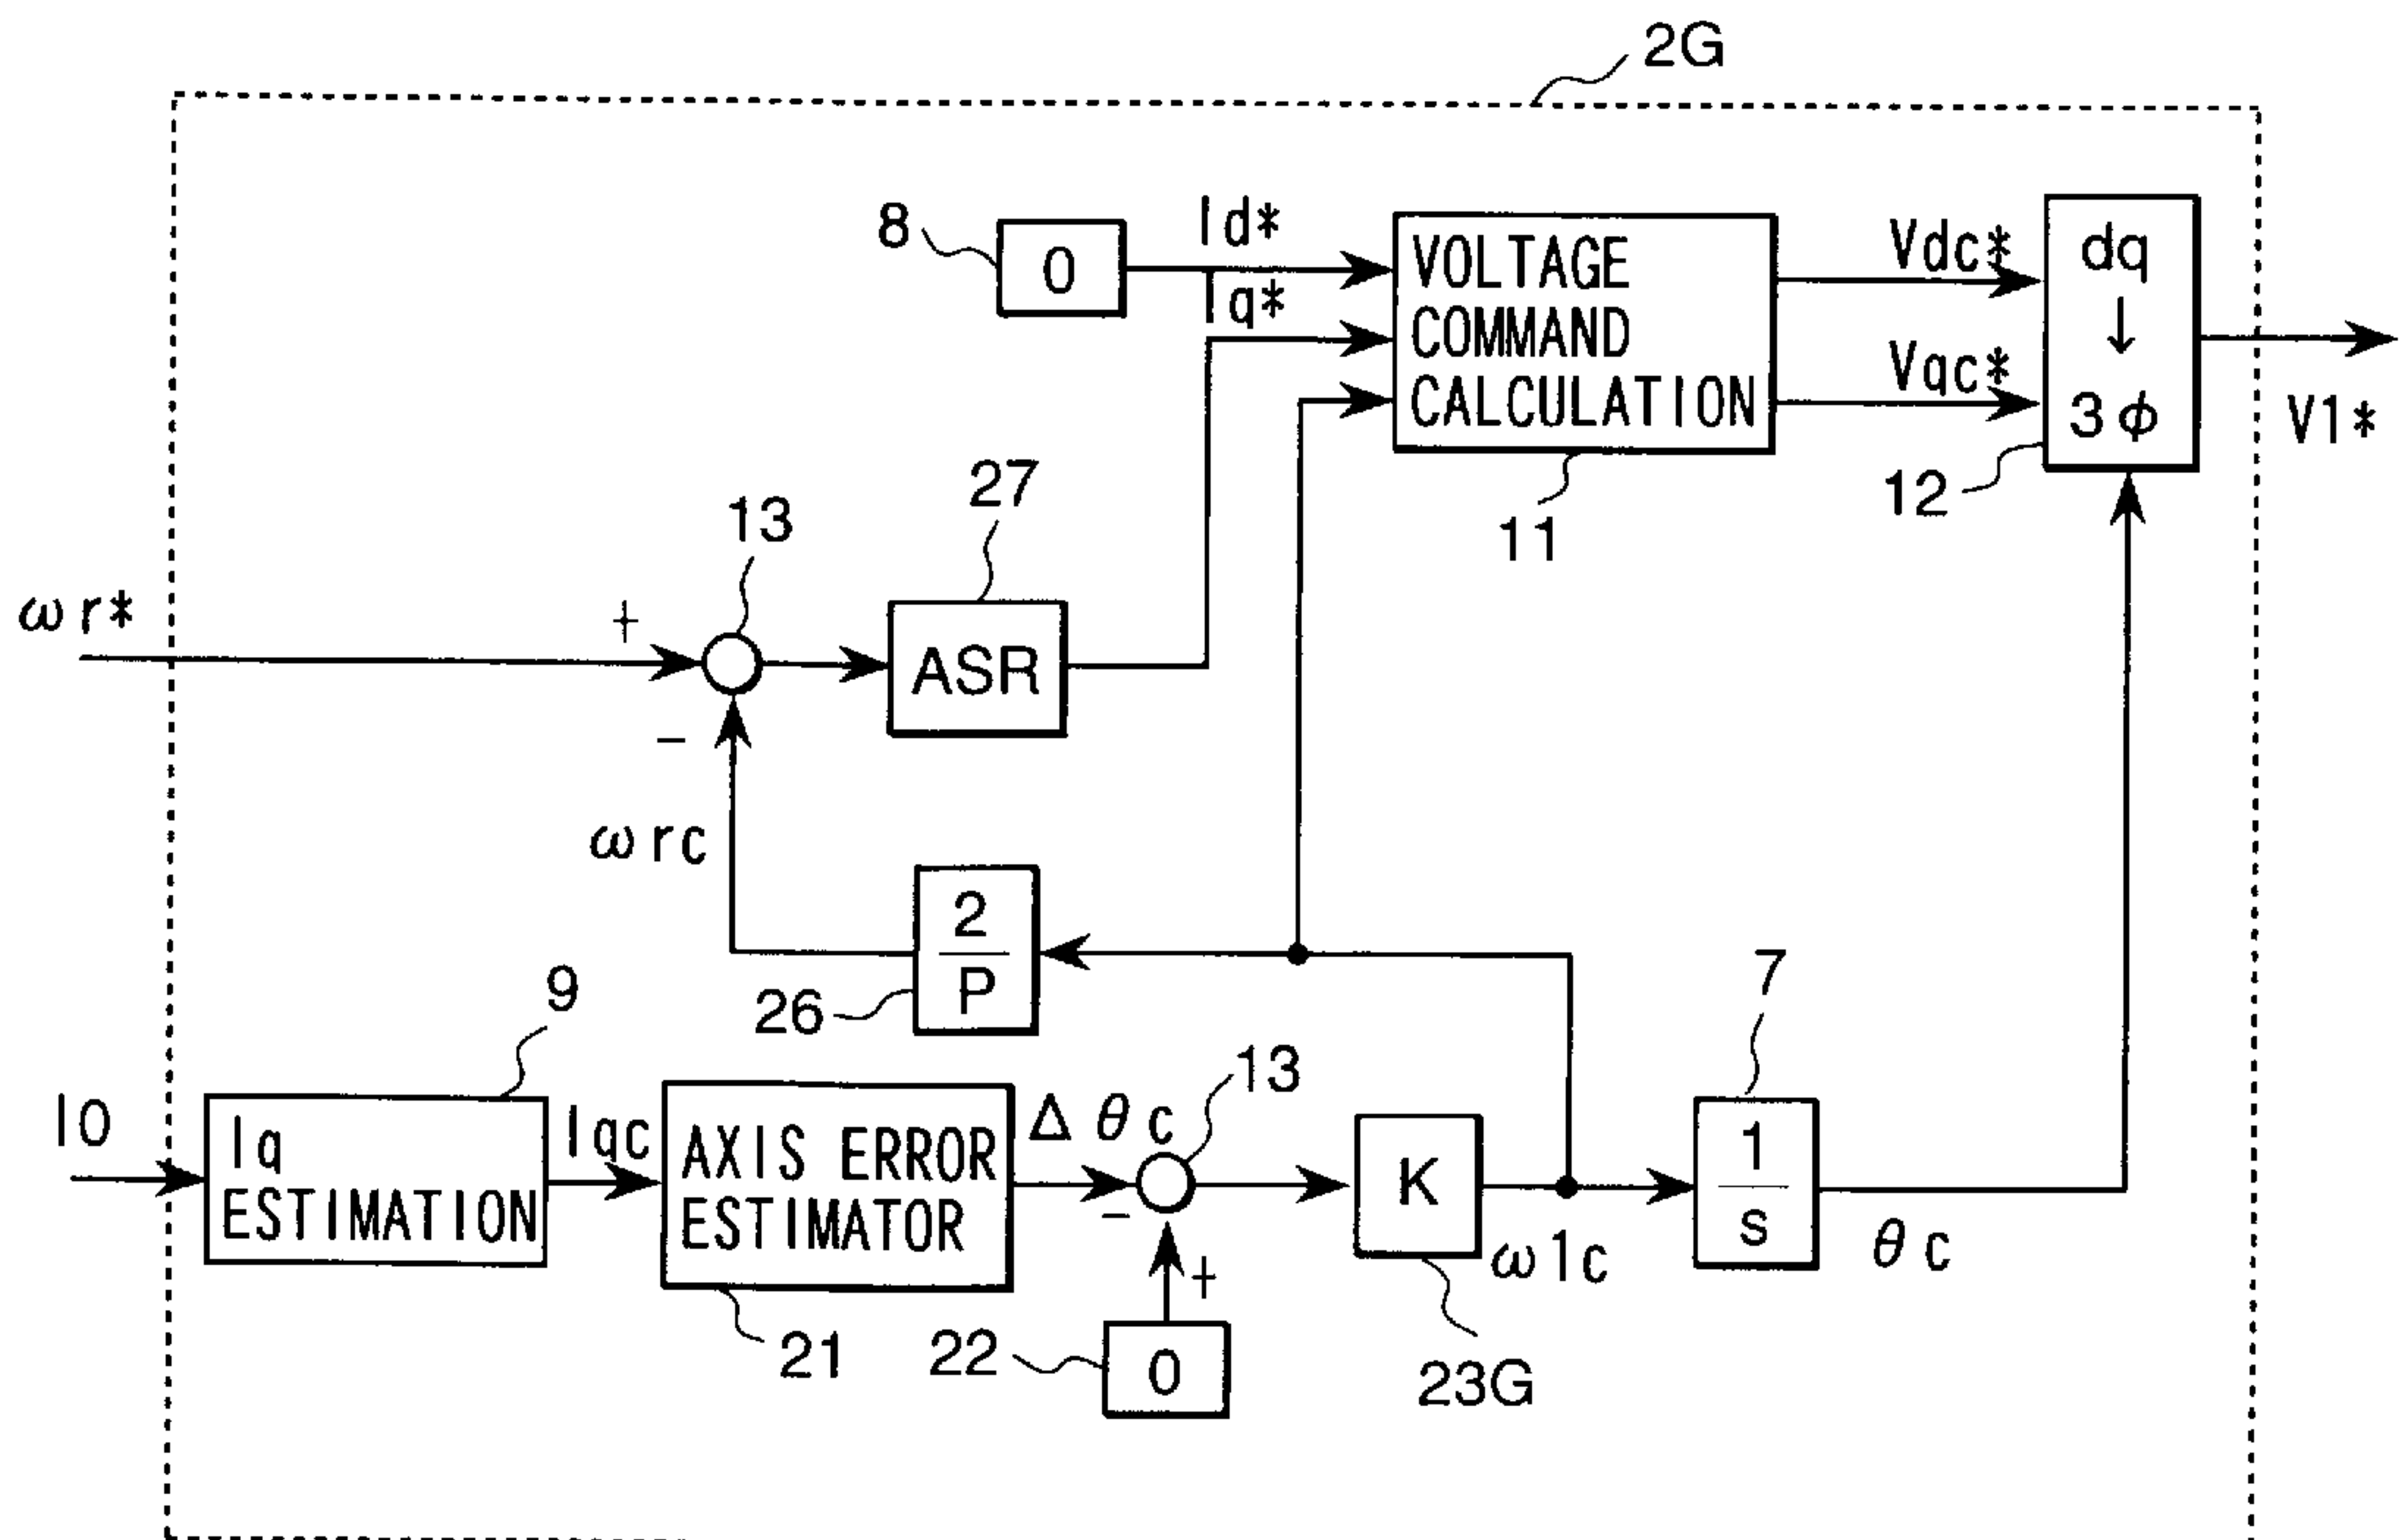 2G
8
0
Id*
Iq*
VOLTAGE
COMMAND
CALCULATION
11
Vdc*
Vqc*
dq
↓
3φ
12
V1*
ωr*
+
13
−
27
ASR
ωrc
2
P
26
9
I0
Iq
ESTIMATION
Iqc
AXIS ERROR
ESTIMATOR
21
Δθc
13
−
+
22
0
K
23G
ω1c
7
1
s
θc